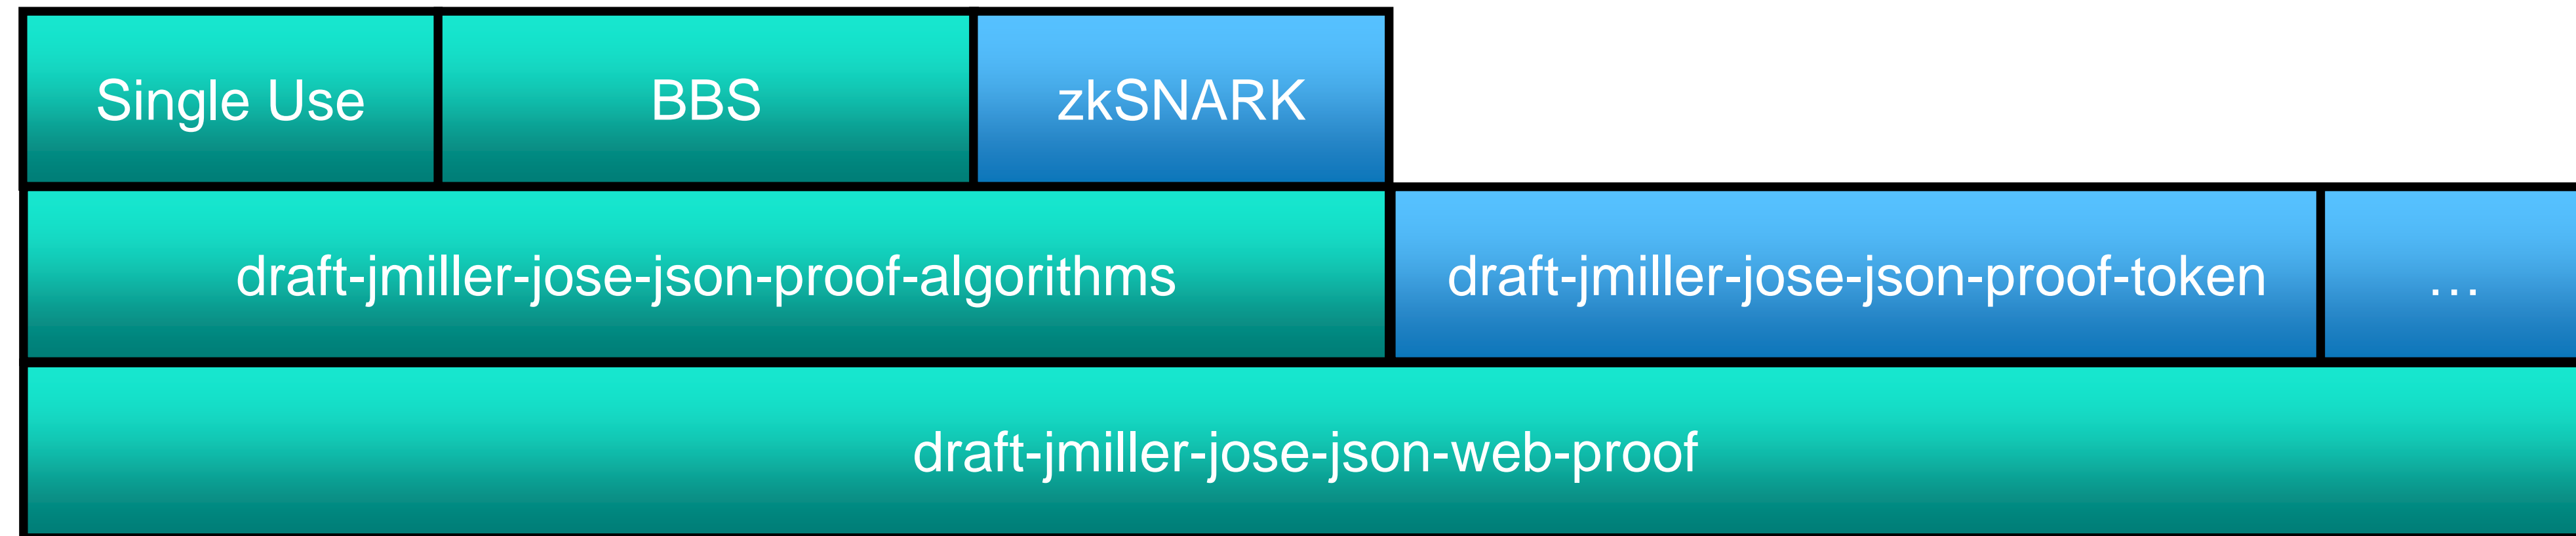 Single Use
BBS
zkSNARK
draft-jmiller-jose-json-proof-algorithms
draft-jmiller-jose-json-proof-token
…
draft-jmiller-jose-json-web-proof